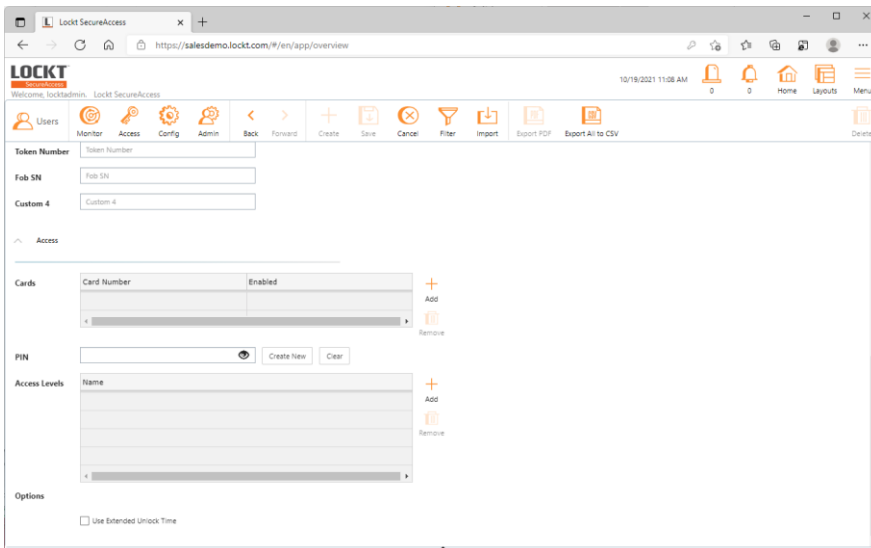 Lockt SecureAccess
https://salesdemo.lockt.com/#/en/app/overview
LOCKT
SecureAccess
Welcome, locktadmin. Lockt SecureAccess
10/19/2021 11:08 AM
0
0
Home
Layouts
Menu
Users
Monitor
Access
Config
Admin
Back
Forward
Create
Save
Cancel
Filter
Import
Export PDF
Export All to CSV
Delete
Token Number
Token Number
Fob SN
Fob SN
Custom 4
Custom 4
Access
Cards
Card Number
Enabled
Add
Remove
PIN
Create New
Clear
Access Levels
Name
Add
Remove
Options
Use Extended Unlock Time